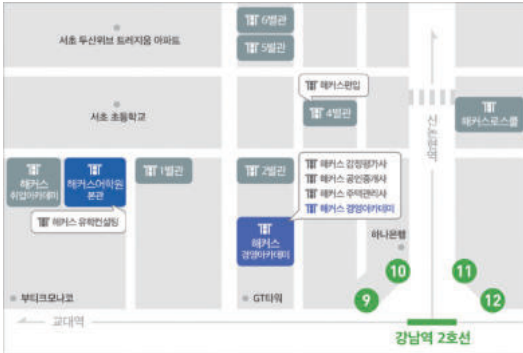 6별관
서초 두산위브 트레지움 아파트
5별관
해커스편입
서초 초등학교
4별관
해커스로스쿨
신논현역
해커스
취업아카데미
해커스어학원
본관
1별관
2별관
해커스 감정평가사
해커스 공인중개사
해커스 주택관리사
해커스 경영아카데미
해커스 유학컨설팅
해커스
경영아카데미
하나은행
10
11
부티크모나코
GT타워
9
12
교대역
강남역 2호선